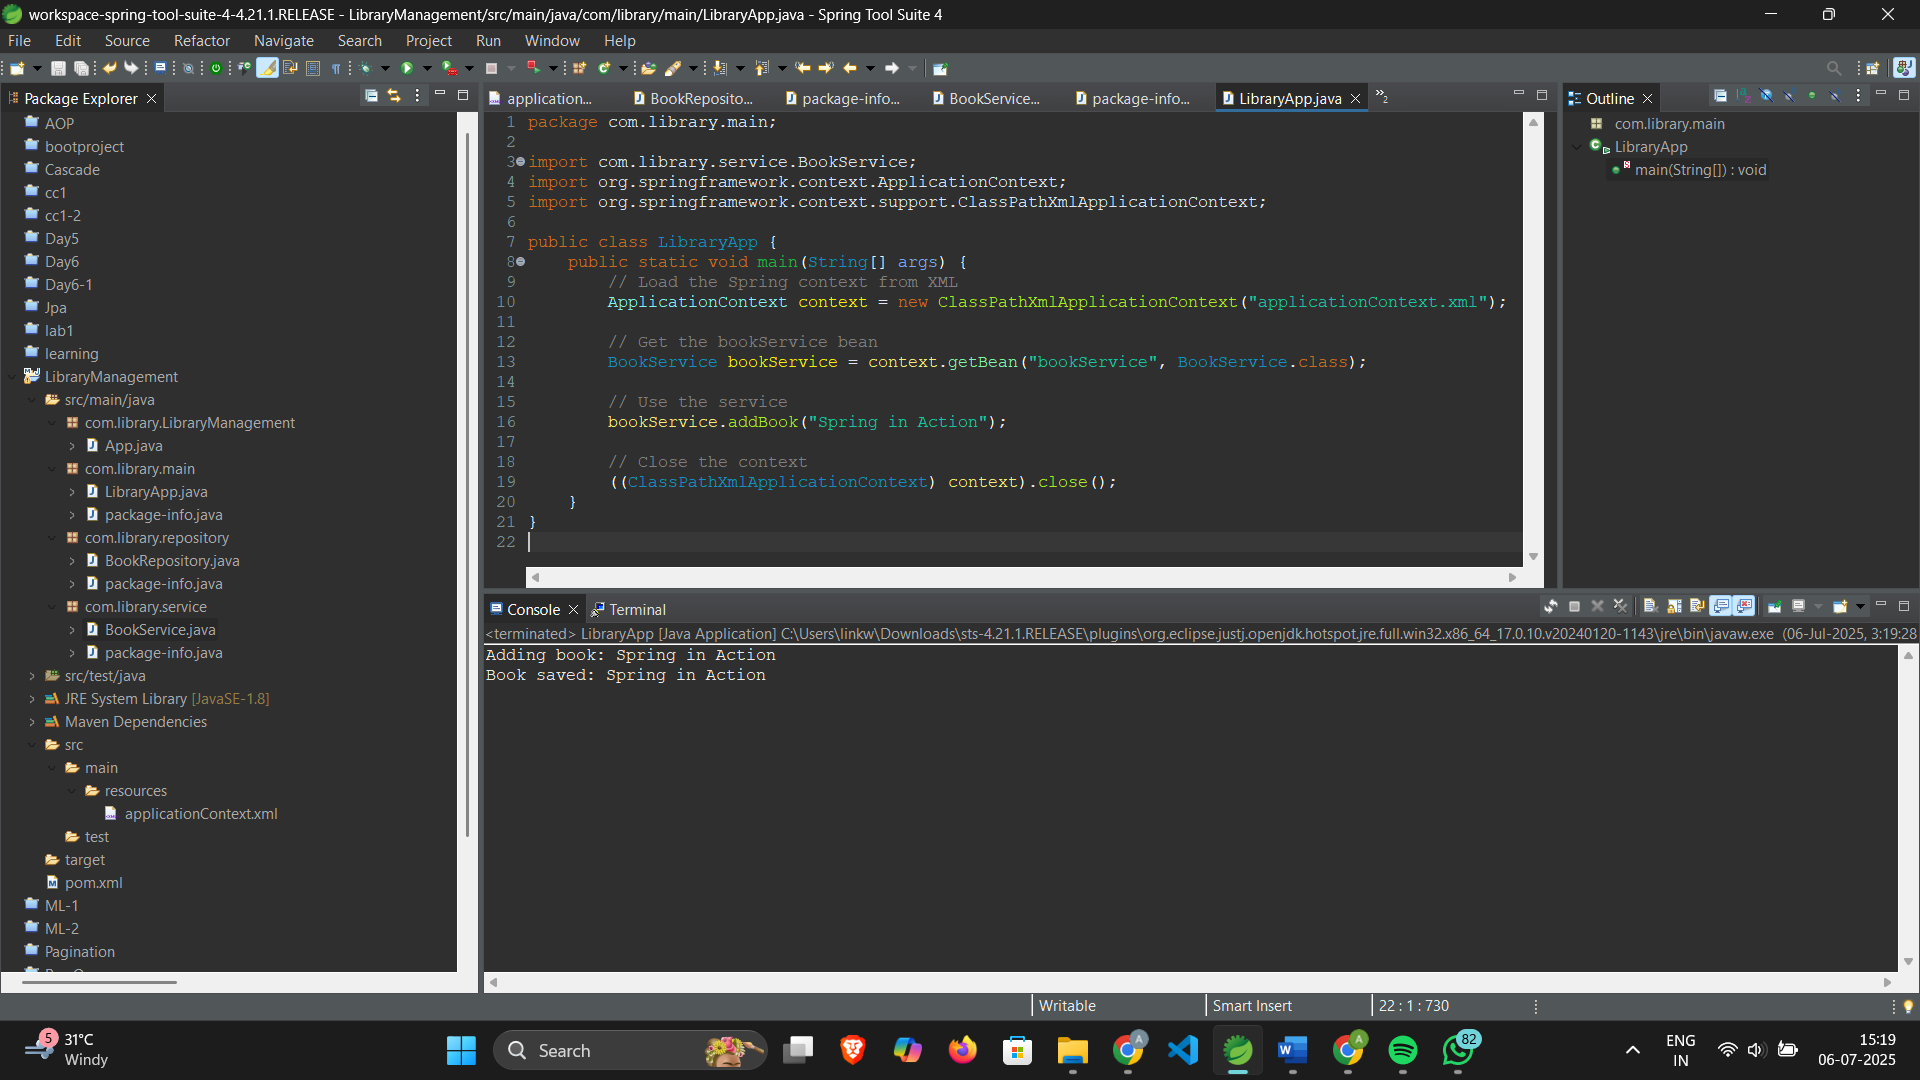 workspace-spring-tool-suite-4-4.21.1.RELEASE - LibraryManagement/src/main/java/com/library/main/LibraryApp.java - Spring Tool Suite 4
File Edit Source Refactor Navigate Search Project Run Window Help
Package Explorer
AOP
bootproject
Cascade
cc1
cc1-2
Day5
Day6
Day6-1
Jpa
lab1
learning
LibraryManagement
src/main/java
com.library.LibraryManagement
App.java
com.library.main
LibraryApp.java
package-info.java
com.library.repository
BookRepository.java
package-info.java
com.library.service
BookService.java
package-info.java
src/test/java
JRE System Library [JavaSE-1.8]
Maven Dependencies
src
main
resources
applicationContext.xml
test
target
pom.xml
ML-1
ML-2
Pagination
application... BookReposito... package-info... BookService... package-info... LibraryApp.java »2
1 package com.library.main;
2
3 import com.library.service.BookService;
4 import org.springframework.context.ApplicationContext;
5 import org.springframework.context.support.ClassPathXmlApplicationContext;
6
7 public class LibraryApp {
8 public static void main(String[] args) {
9 // Load the Spring context from XML
10 ApplicationContext context = new ClassPathXmlApplicationContext("applicationContext.xml");
11
12 // Get the bookService bean
13 BookService bookService = context.getBean("bookService", BookService.class);
14
15 // Use the service
16 bookService.addBook("Spring in Action");
17
18 // Close the context
19 ((ClassPathXmlApplicationContext) context).close();
20 }
21 }
22
Outline
com.library.main
LibraryApp
main(String[]) : void
Console Terminal
<terminated> LibraryApp [Java Application] C:\Users\linkw\Downloads\sts-4.21.1.RELEASE\plugins\org.eclipse.justj.openjdk.hotspot.jre.full.win32.x86_64_17.0.10.v20240120-1143\jre\bin\javaw.exe (06-Jul-2025, 3:19:28
Adding book: Spring in Action
Book saved: Spring in Action
Writable Smart Insert 22 : 1 : 730
5
31°C
Windy
Search
82
ENG
IN
15:19
06-07-2025